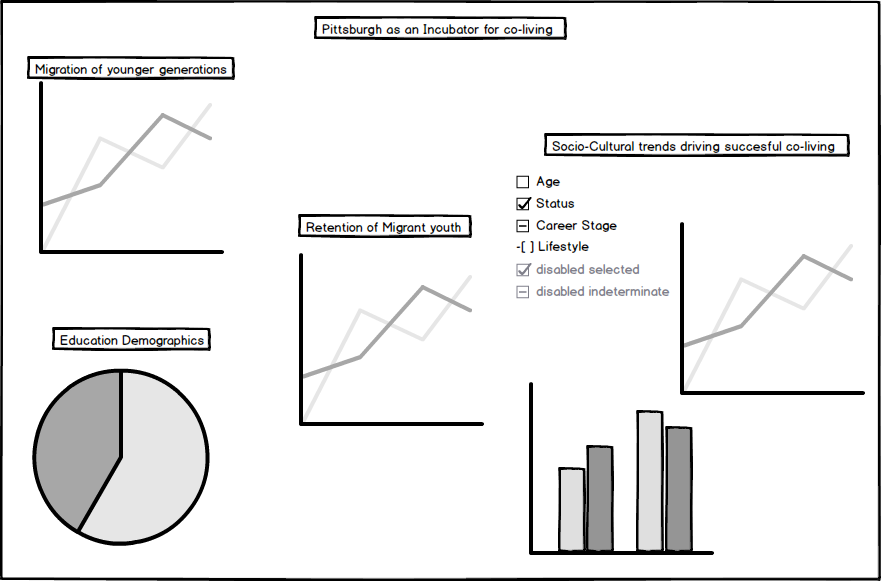 Pittsburgh as an Incubator for co-living
Migration of younger generations
Socio-Cultural trends driving succesful co-living
Age
Status
Career Stage
-[ ] Lifestyle
disabled selected
disabled indeterminate
Retention of Migrant youth
Education Demographics